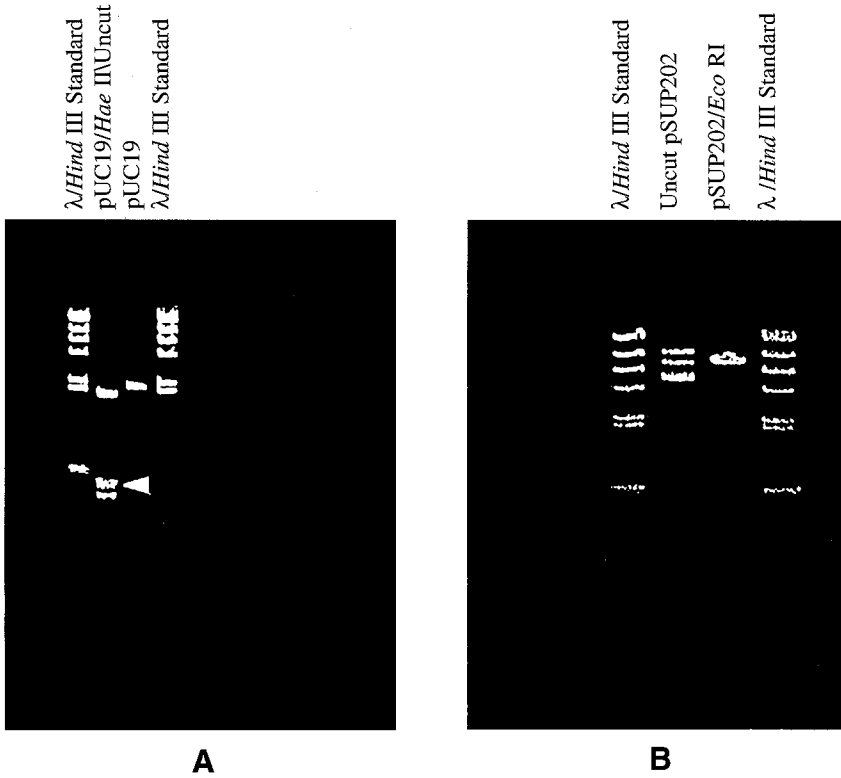 λ/Hind III Standard
pUC19/Hae II\Uncut
pUC19
λ/Hind III Standard
λ/Hind III Standard
Uncut pSUP202
pSUP202/Eco RI
λ /Hind III Standard
A
B